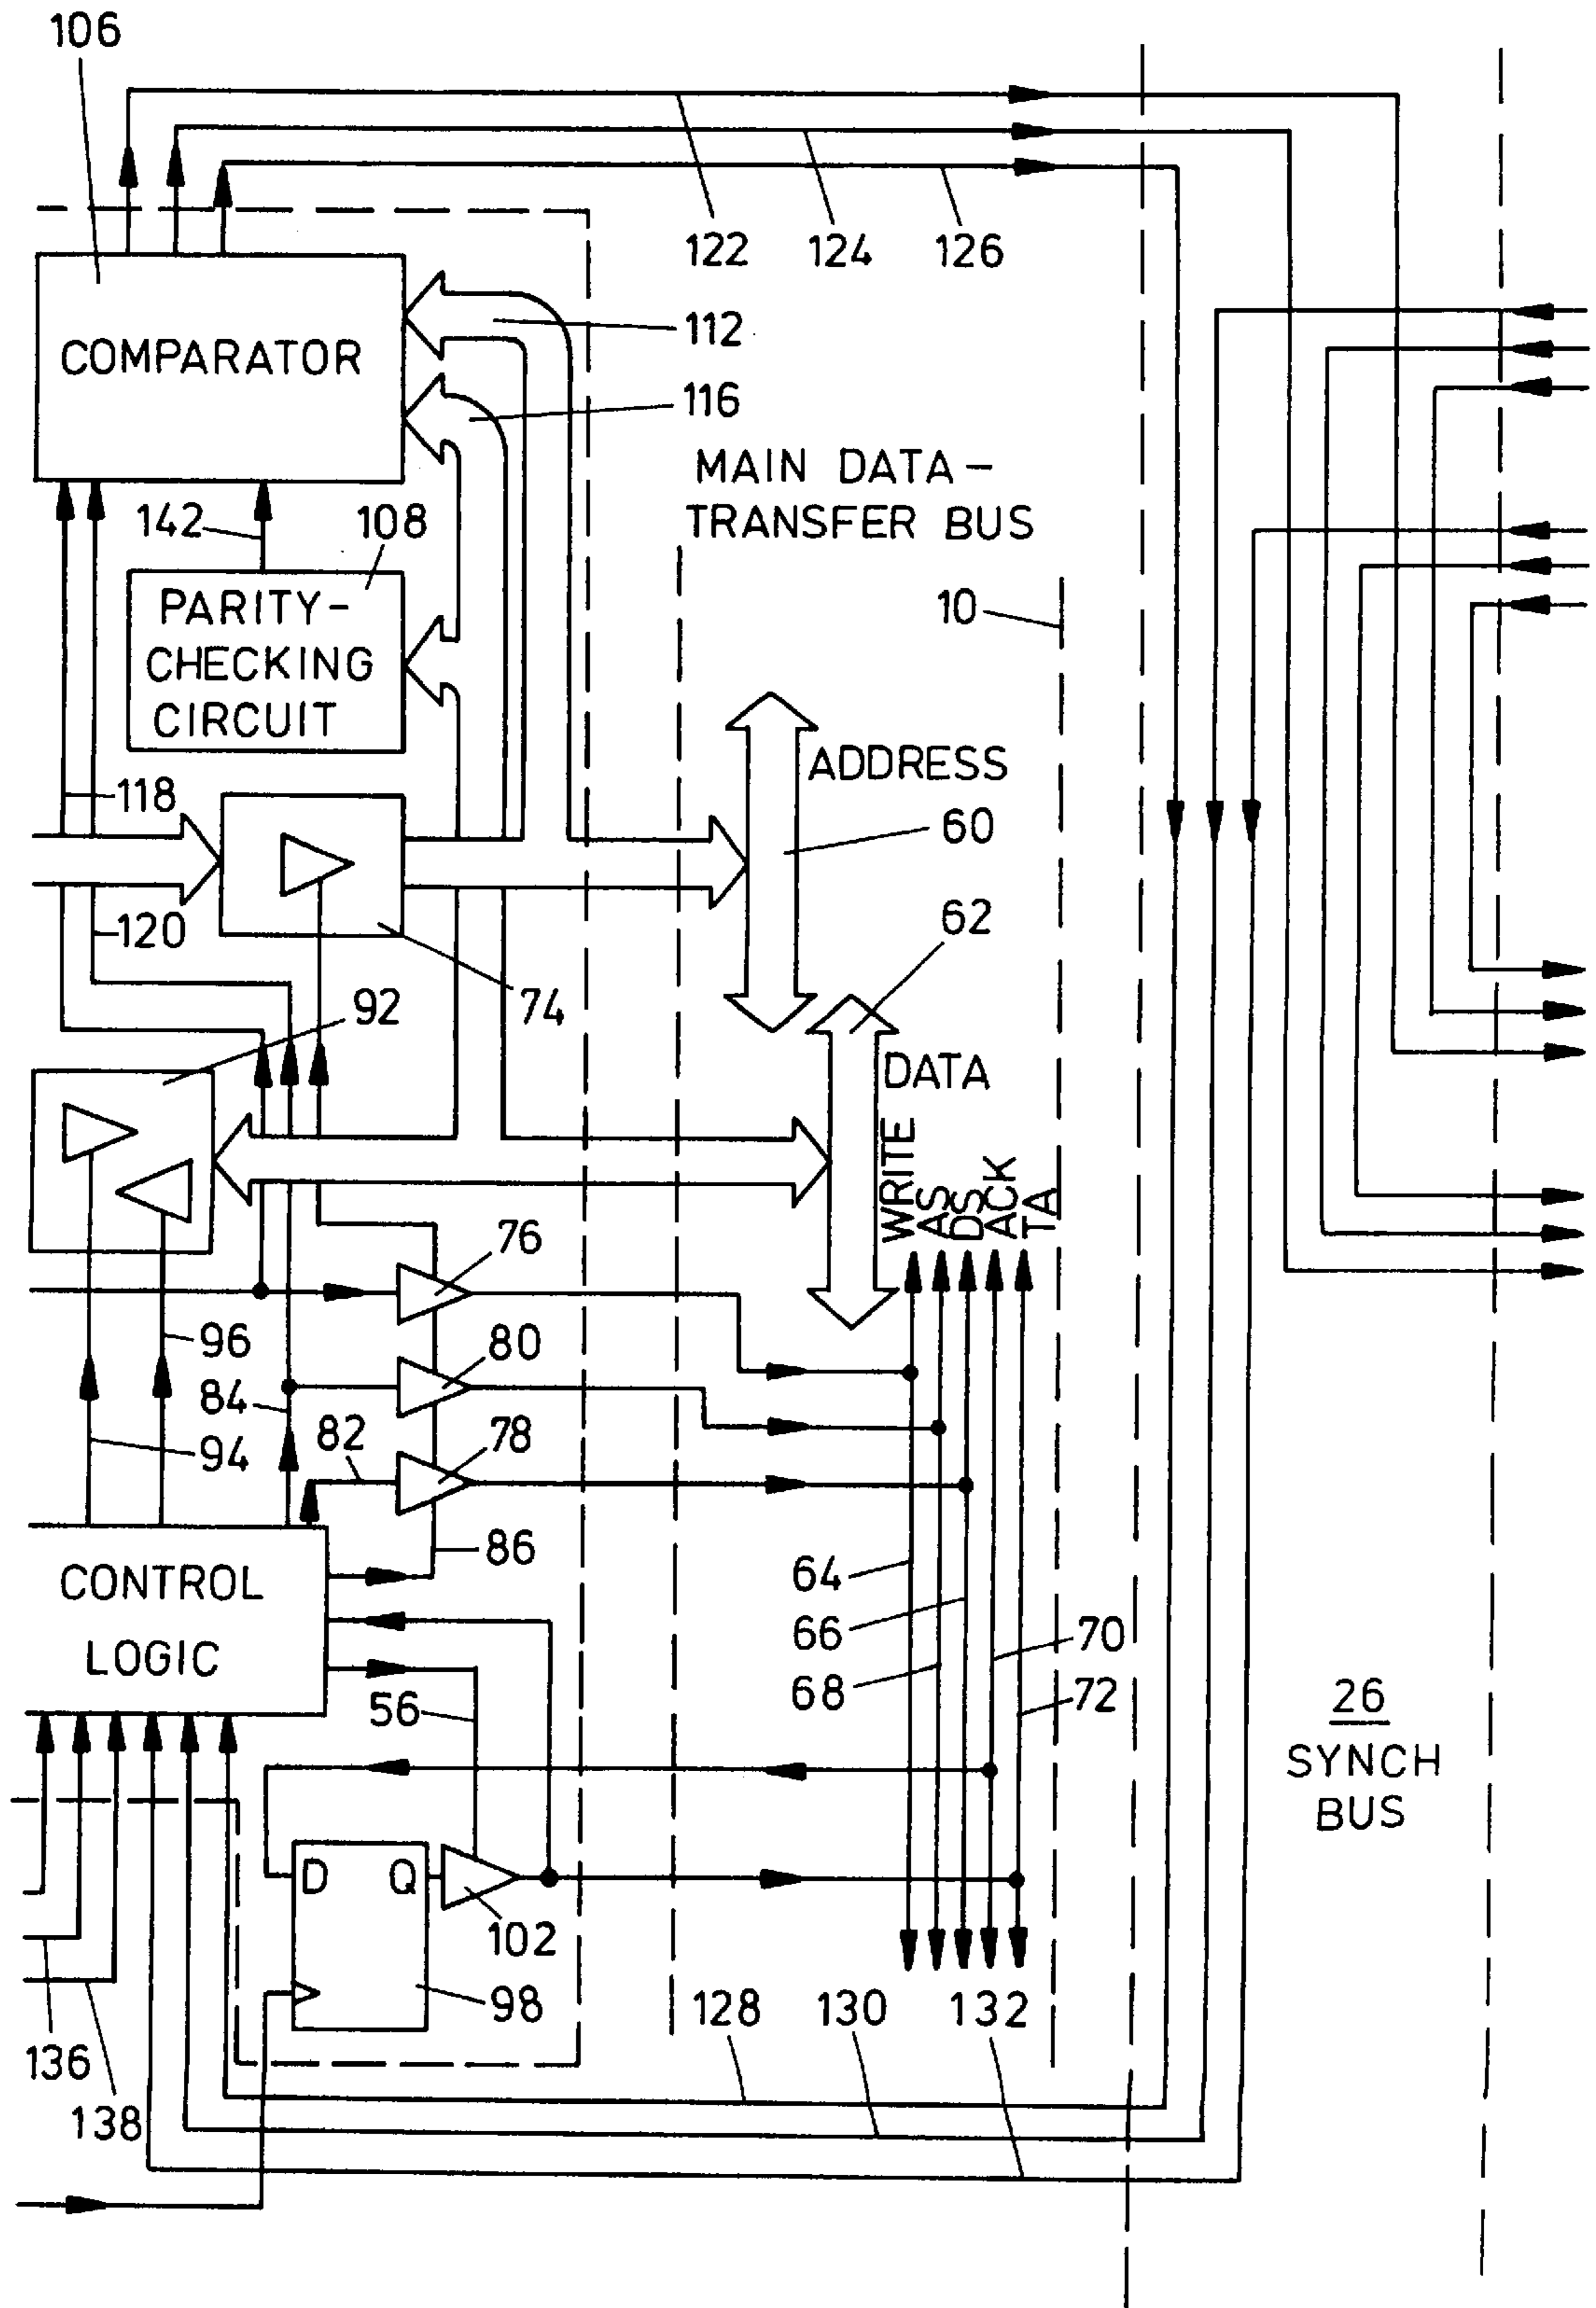 106
122
124
126
COMPARATOR
112
116
MAIN DATA-
TRANSFER BUS
142
108
PARITY-
CHECKING
CIRCUIT
10
118
ADDRESS
60
120
74
62
92
DATA
WRITE
AS
DS
ACK
TA
76
96
80
84
82
78
94
86
CONTROL
LOGIC
64
66
70
68
72
56
26
SYNCH
BUS
D
Q
102
98
128
130
132
136
138